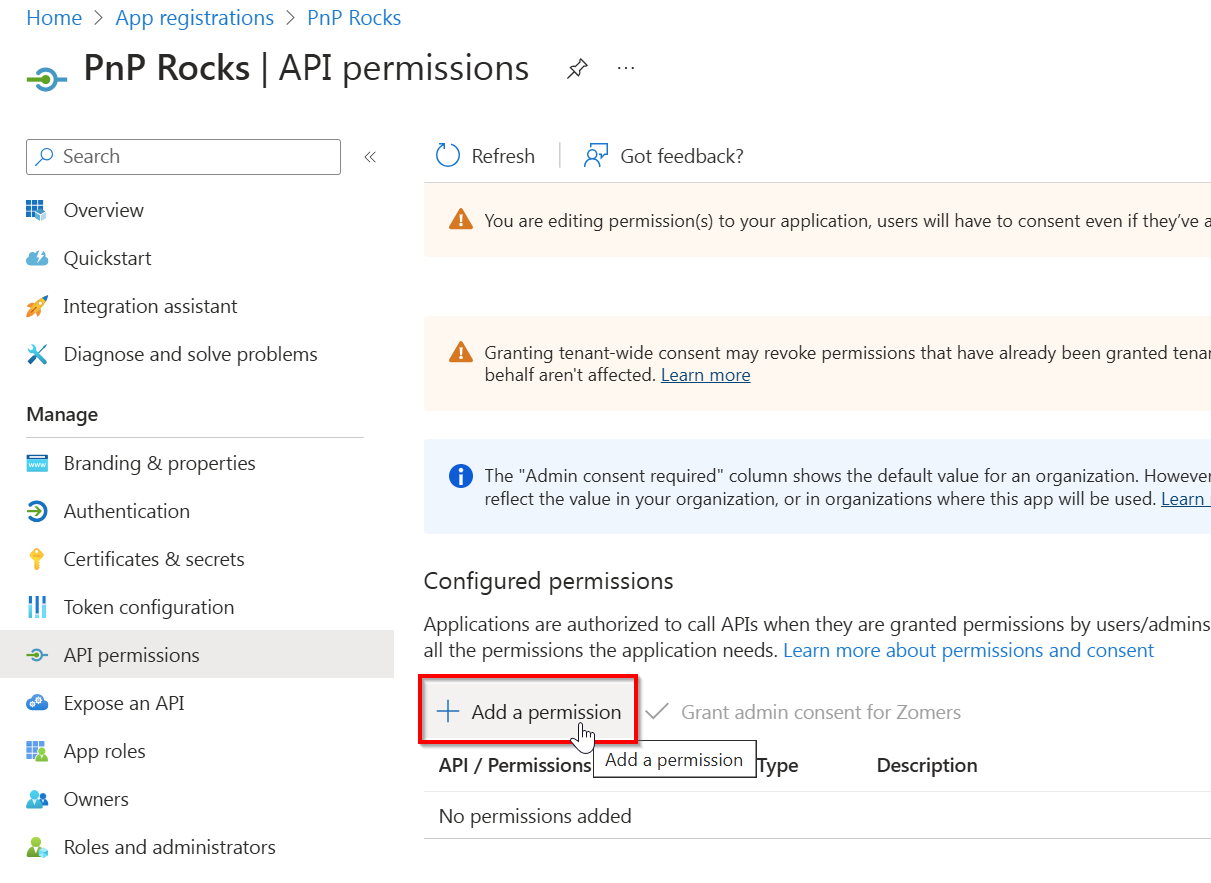 Home > App registrations > PnP Rocks
PnP Rocks | API permissions ...
Search «
Refresh | Got feedback?
Overview
Quickstart
Integration assistant
Diagnose and solve problems
Manage
Branding & properties
Authentication
Certificates & secrets
Token configuration
API permissions
Expose an API
App roles
Owners
Roles and administrators
You are editing permission(s) to your application, users will have to consent even if they've a
Granting tenant-wide consent may revoke permissions that have already been granted tenan
behalf aren't affected. Learn more
The "Admin consent required" column shows the default value for an organization. However
reflect the value in your organization, or in organizations where this app will be used. Learn
Configured permissions
Applications are authorized to call APIs when they are granted permissions by users/admins
all the permissions the application needs. Learn more about permissions and consent
Add a permission Grant admin consent for Zomers
Add a permission
API / Permissions Type Description
No permissions added